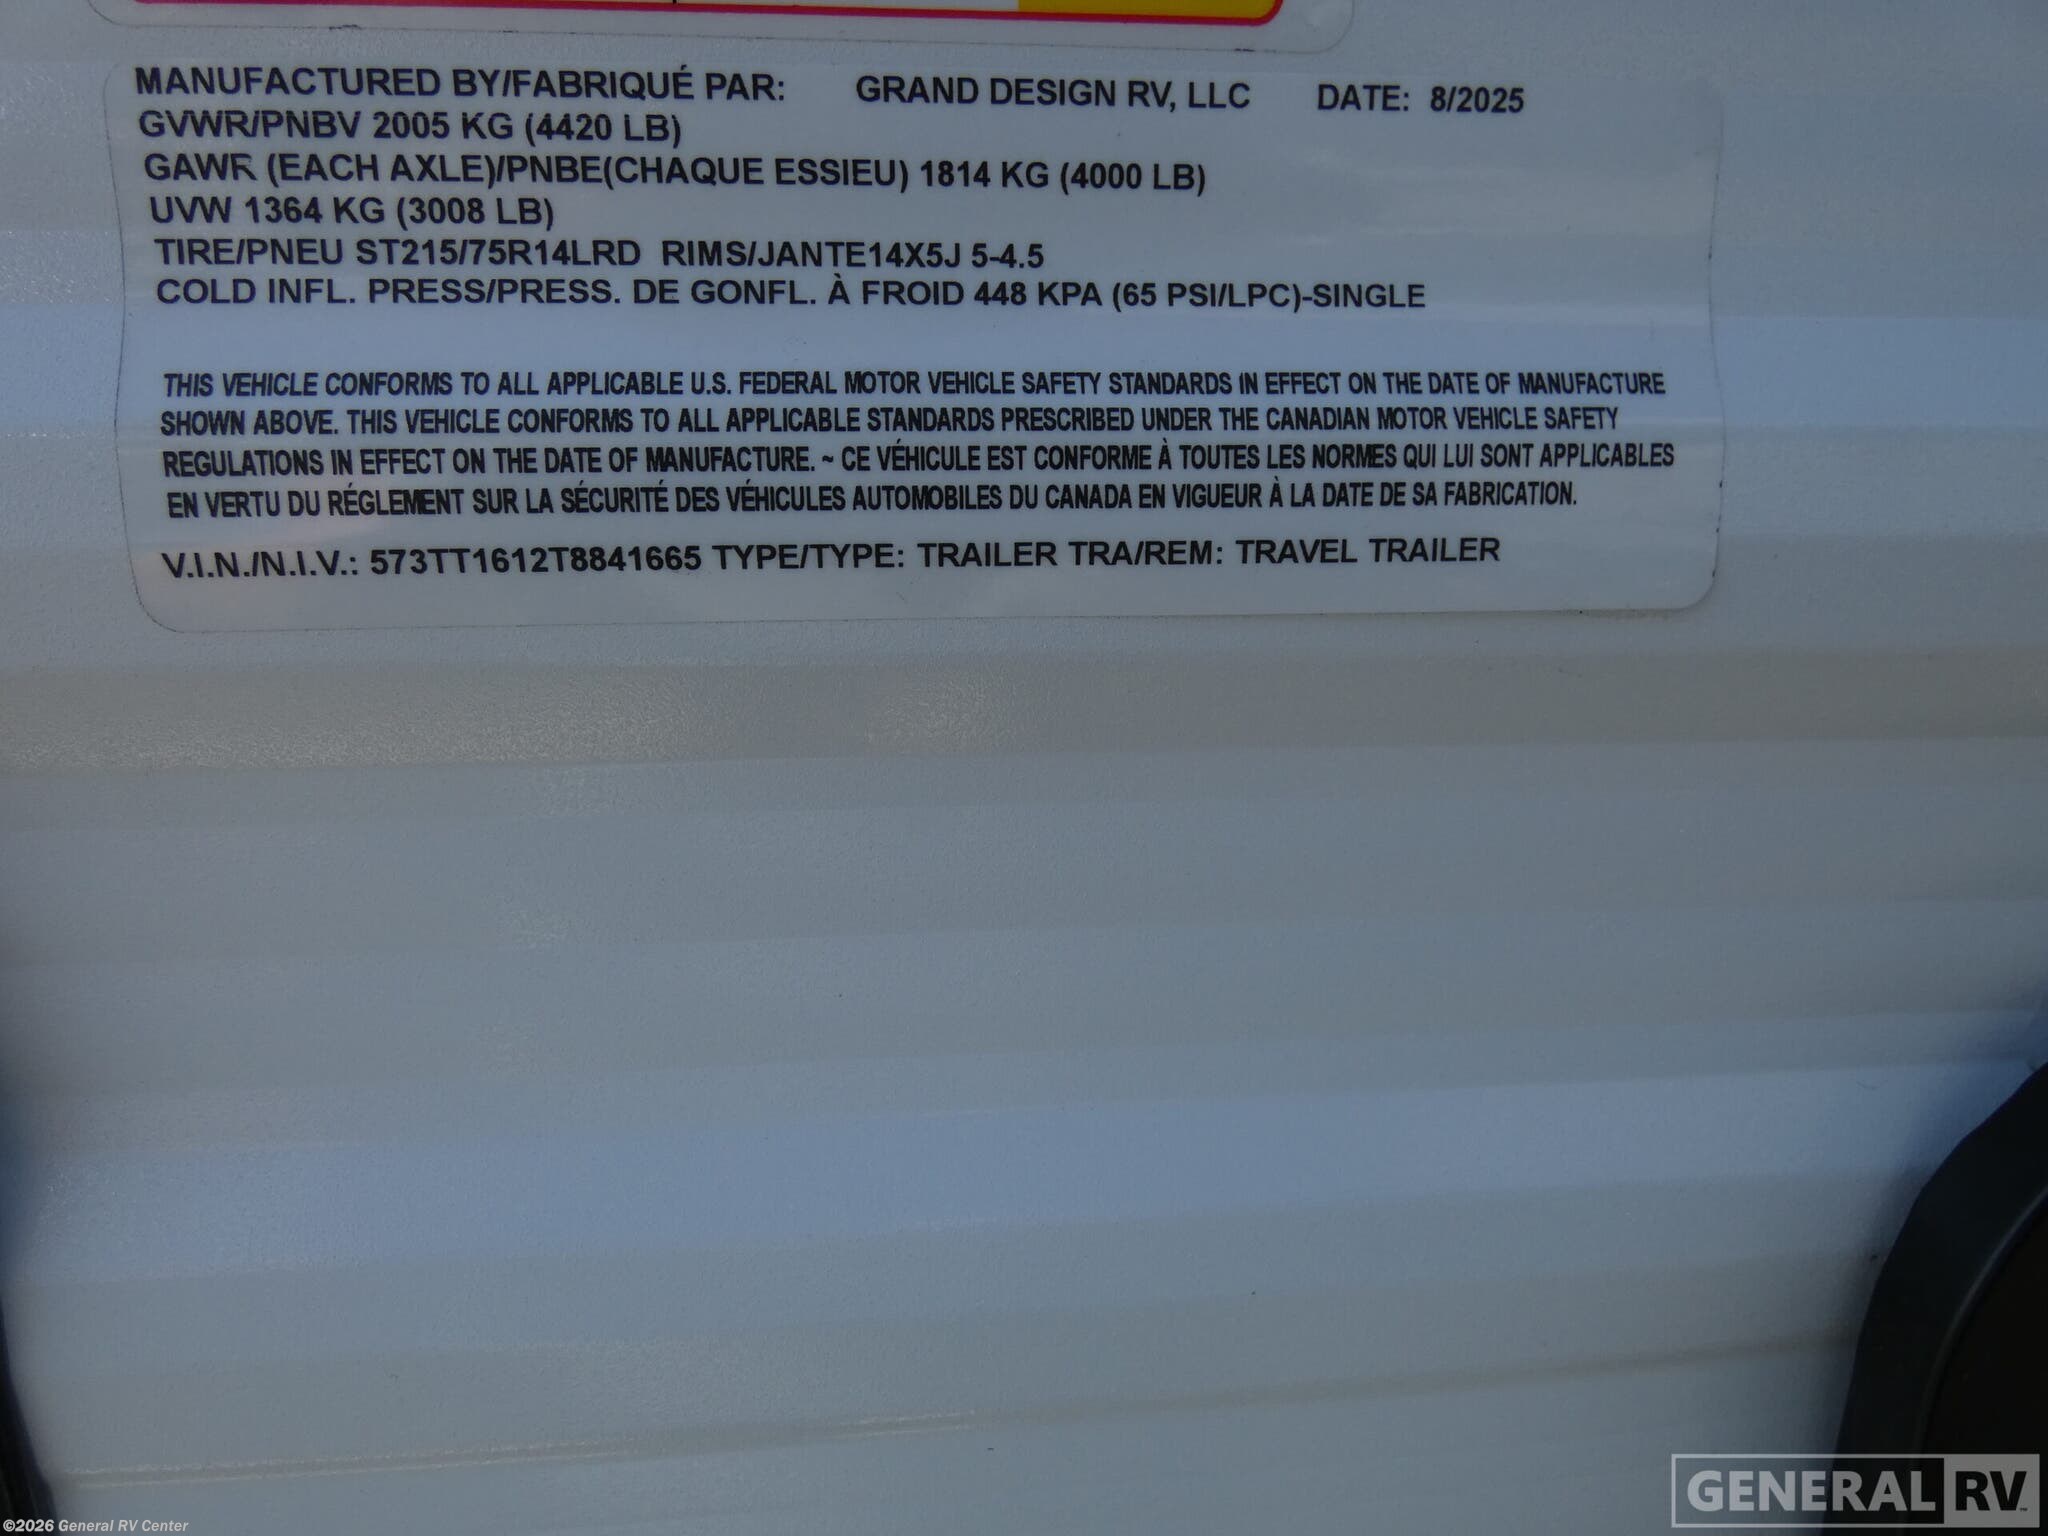 MANUFACTURED BY/FABRIQUÉ PAR: GRAND DESIGN RV, LLC DATE: 8/2025
GVWR/PNBV 2005 KG (4420 LB)
GAWR (EACH AXLE)/PNBE(CHAQUE ESSIEU) 1814 KG (4000 LB)
UVW 1364 KG (3008 LB)
TIRE/PNEU ST215/75R14LRD RIMS/JANTE14X5J 5-4.5
COLD INFL. PRESS/PRESS. DE GONFL. À FROID 448 KPA (65 PSI/LPC)-SINGLE
THIS VEHICLE CONFORMS TO ALL APPLICABLE U.S. FEDERAL MOTOR VEHICLE SAFETY STANDARDS IN EFFECT ON THE DATE OF MANUFACTURE
SHOWN ABOVE. THIS VEHICLE CONFORMS TO ALL APPLICABLE STANDARDS PRESCRIBED UNDER THE CANADIAN MOTOR VEHICLE SAFETY
REGULATIONS IN EFFECT ON THE DATE OF MANUFACTURE. ~ CE VÉHICULE EST CONFORME À TOUTES LES NORMES QUI LUI SONT APPLICABLES
EN VERTU DU RÉGLEMENT SUR LA SÉCURITÉ DES VÉHICULES AUTOMOBILES DU CANADA EN VIGUEUR À LA DATE DE SA FABRICATION.
V.I.N./N.I.V.: 573TT1612T8841665 TYPE/TYPE: TRAILER TRA/REM: TRAVEL TRAILER
GENERAL RV™
©2026 General RV Center